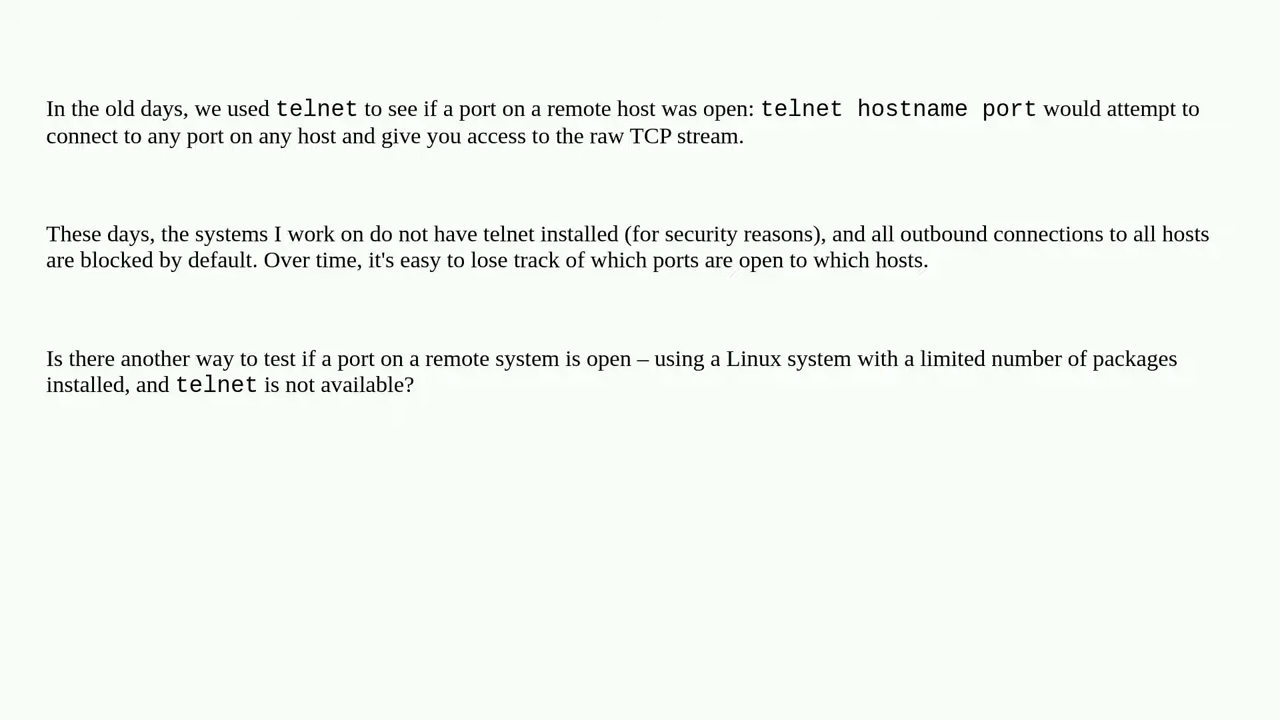 In the old days, we used telnet to see if a port on a remote host was open: telnet hostname port would attempt to
connect to any port on any host and give you access to the raw TCP stream.
These days, the systems I work on do not have telnet installed (for security reasons), and all outbound connections to all hosts
are blocked by default. Over time, it's easy to lose track of which ports are open to which hosts.
Is there another way to test if a port on a remote system is open – using a Linux system with a limited number of packages
installed, and telnet is not available?